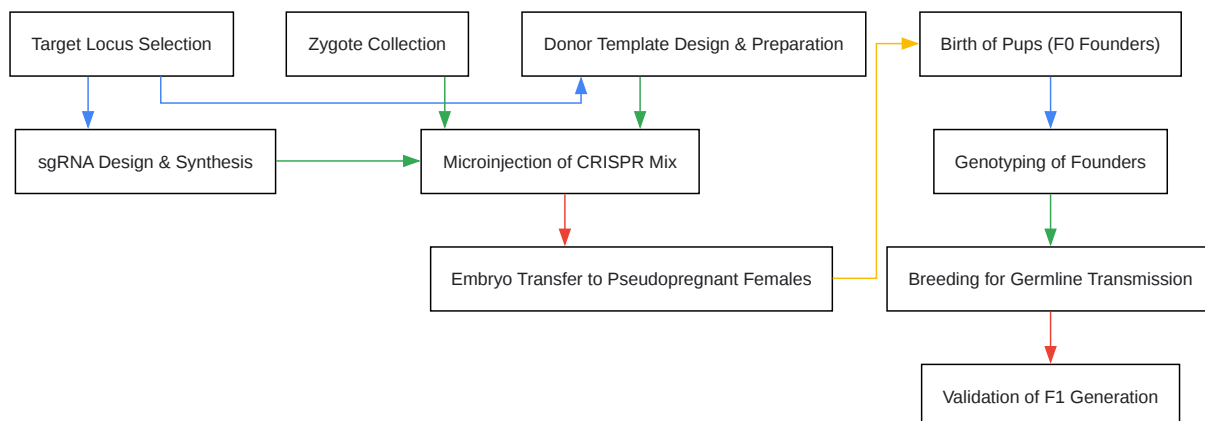 Target Locus Selection
Zygote Collection
Donor Template Design & Preparation
Birth of Pups (F0 Founders)
sgRNA Design & Synthesis
Microinjection of CRISPR Mix
Genotyping of Founders
Embryo Transfer to Pseudopregnant Females
Breeding for Germline Transmission
Validation of F1 Generation